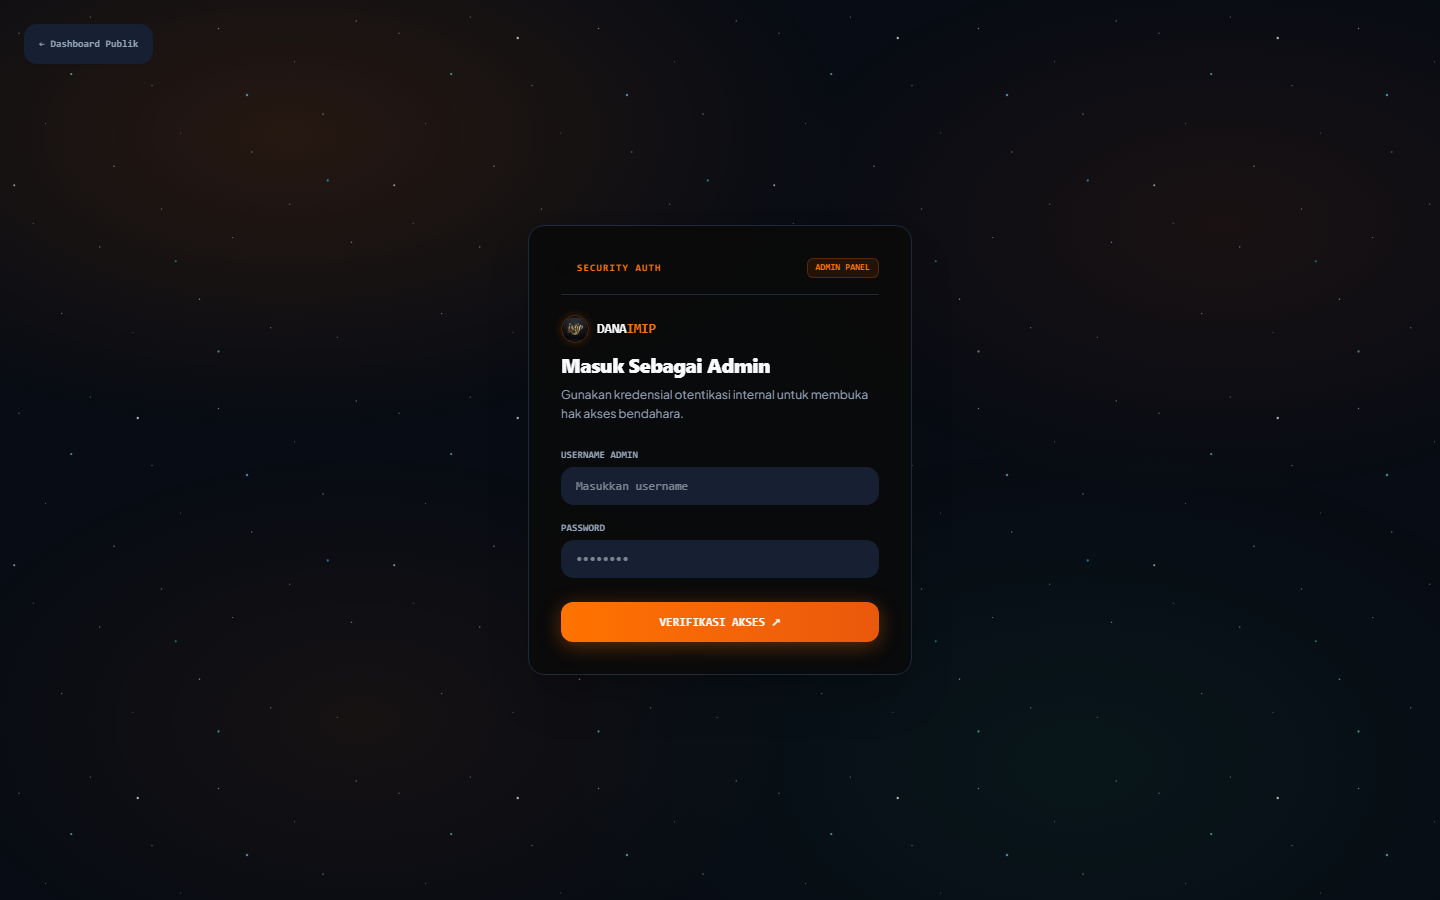 ← Dashboard Publik
SECURITY AUTH
ADMIN PANEL
imip
DANAIMIP
Masuk Sebagai Admin
Gunakan kredensial otentikasi internal untuk membuka
hak akses bendahara.
USERNAME ADMIN
Masukkan username
PASSWORD
••••••••
VERIFIKASI AKSES ↗